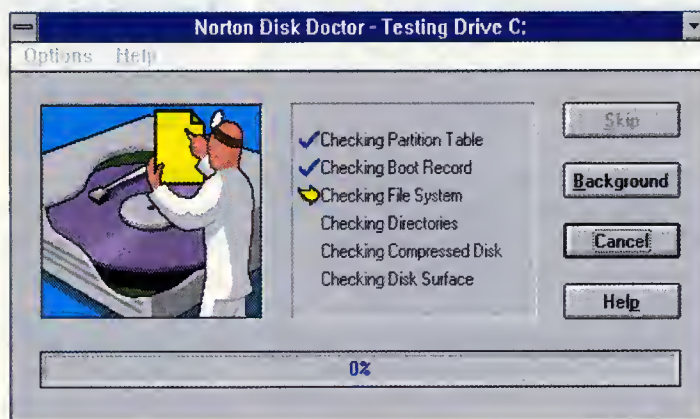 Norton Disk Doctor - Testing Drive C:
Options Help
Checking Partition Table
Checking Boot Record
Checking File System
Checking Directories
Checking Compressed Disk
Checking Disk Surface
Skip
Background
Cancel
Help
0%